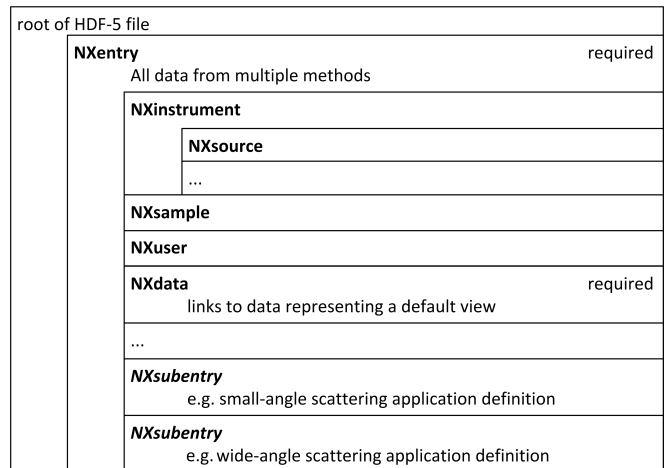 root of HDF-5 file
NXentry required
All data from multiple methods
NXinstrument
NXsource
...
NXsample
NXuser
NXdata required
links to data representing a default view
...
NXsubentry
e.g. small-angle scattering application definition
NXsubentry
e.g. wide-angle scattering application definition